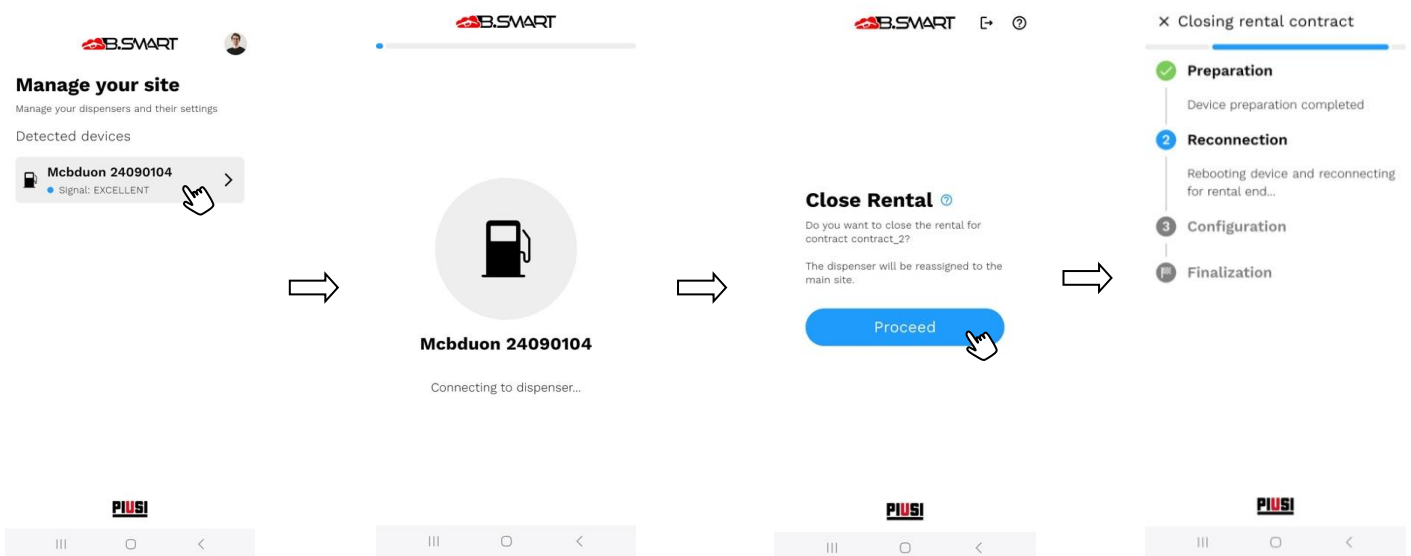 B.SMART
Manage your site
Manage your dispensers and their settings
Detected devices
Mcbduon 24090104
Signal: EXCELLENT
PIUSI
B.SMART
Mcbduon 24090104
Connecting to dispenser...
B.SMART
Close Rental
Do you want to close the rental for
contract contract_2?
The dispenser will be reassigned to the
main site.
Proceed
PIUSI
Closing rental contract
Preparation
Device preparation completed
2 Reconnection
Rebooting device and reconnecting
for rental end...
3 Configuration
Finalization
PIUSI